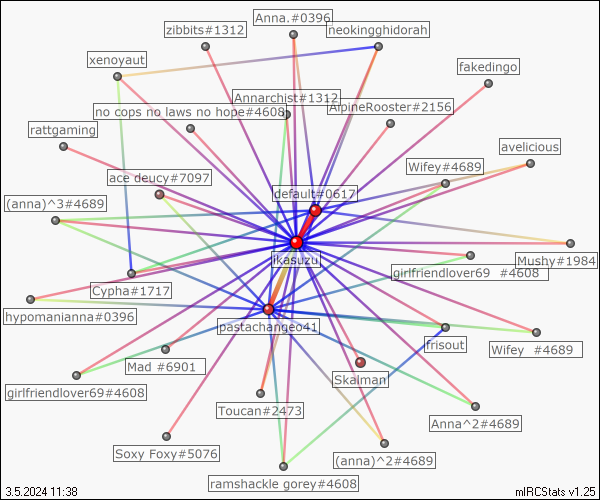 Anna.#0396
zibbits#1312
neokingghidorah
xenoyaut
fakedingo
Annarchist#1312
no cops no laws no hope#4608
AlpineRooster#2156
rattgaming
avelicious
Wifey#4689
ace deucy#7097
default#0617
(anna)^3#4689
ikasuzu
Mushy#1984
girlfriendlover69 #4608
Cypha#1717
hypomanianna#0396
pastachangeo41
frisout
Wifey #4689
Mad #6901
Skalman
girlfriendlover69#4608
Toucan#2473
Anna^2#4689
Soxy Foxy#5076
(anna)^2#4689
ramshackle gorey#4608
3.5.2024 11:38
mIRCStats v1.25